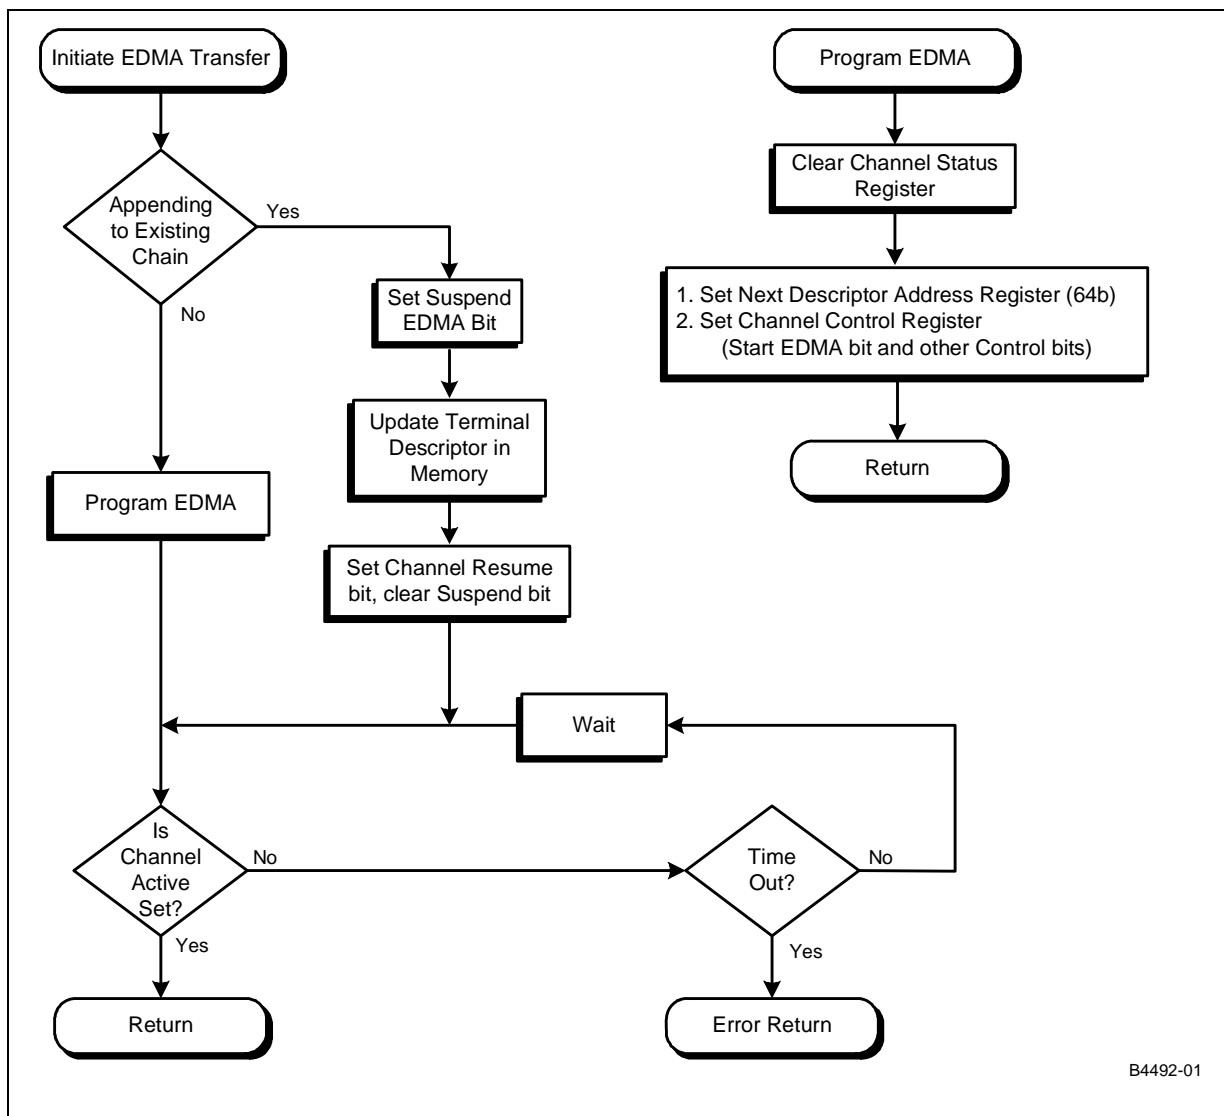 Initiate EDMA Transfer
Appending
to Existing
Chain
Yes
No
Set Suspend
EDMA Bit
Update Terminal
Descriptor in
Memory
Program EDMA
Set Channel Resume
bit, clear Suspend bit
Wait
Is
Channel
Active
Set?
No
Yes
Time
Out?
No
Yes
Return
Error Return
Program EDMA
Clear Channel Status
Register
1. Set Next Descriptor Address Register (64b)
2. Set Channel Control Register
(Start EDMA bit and other Control bits)
Return
B4492-01